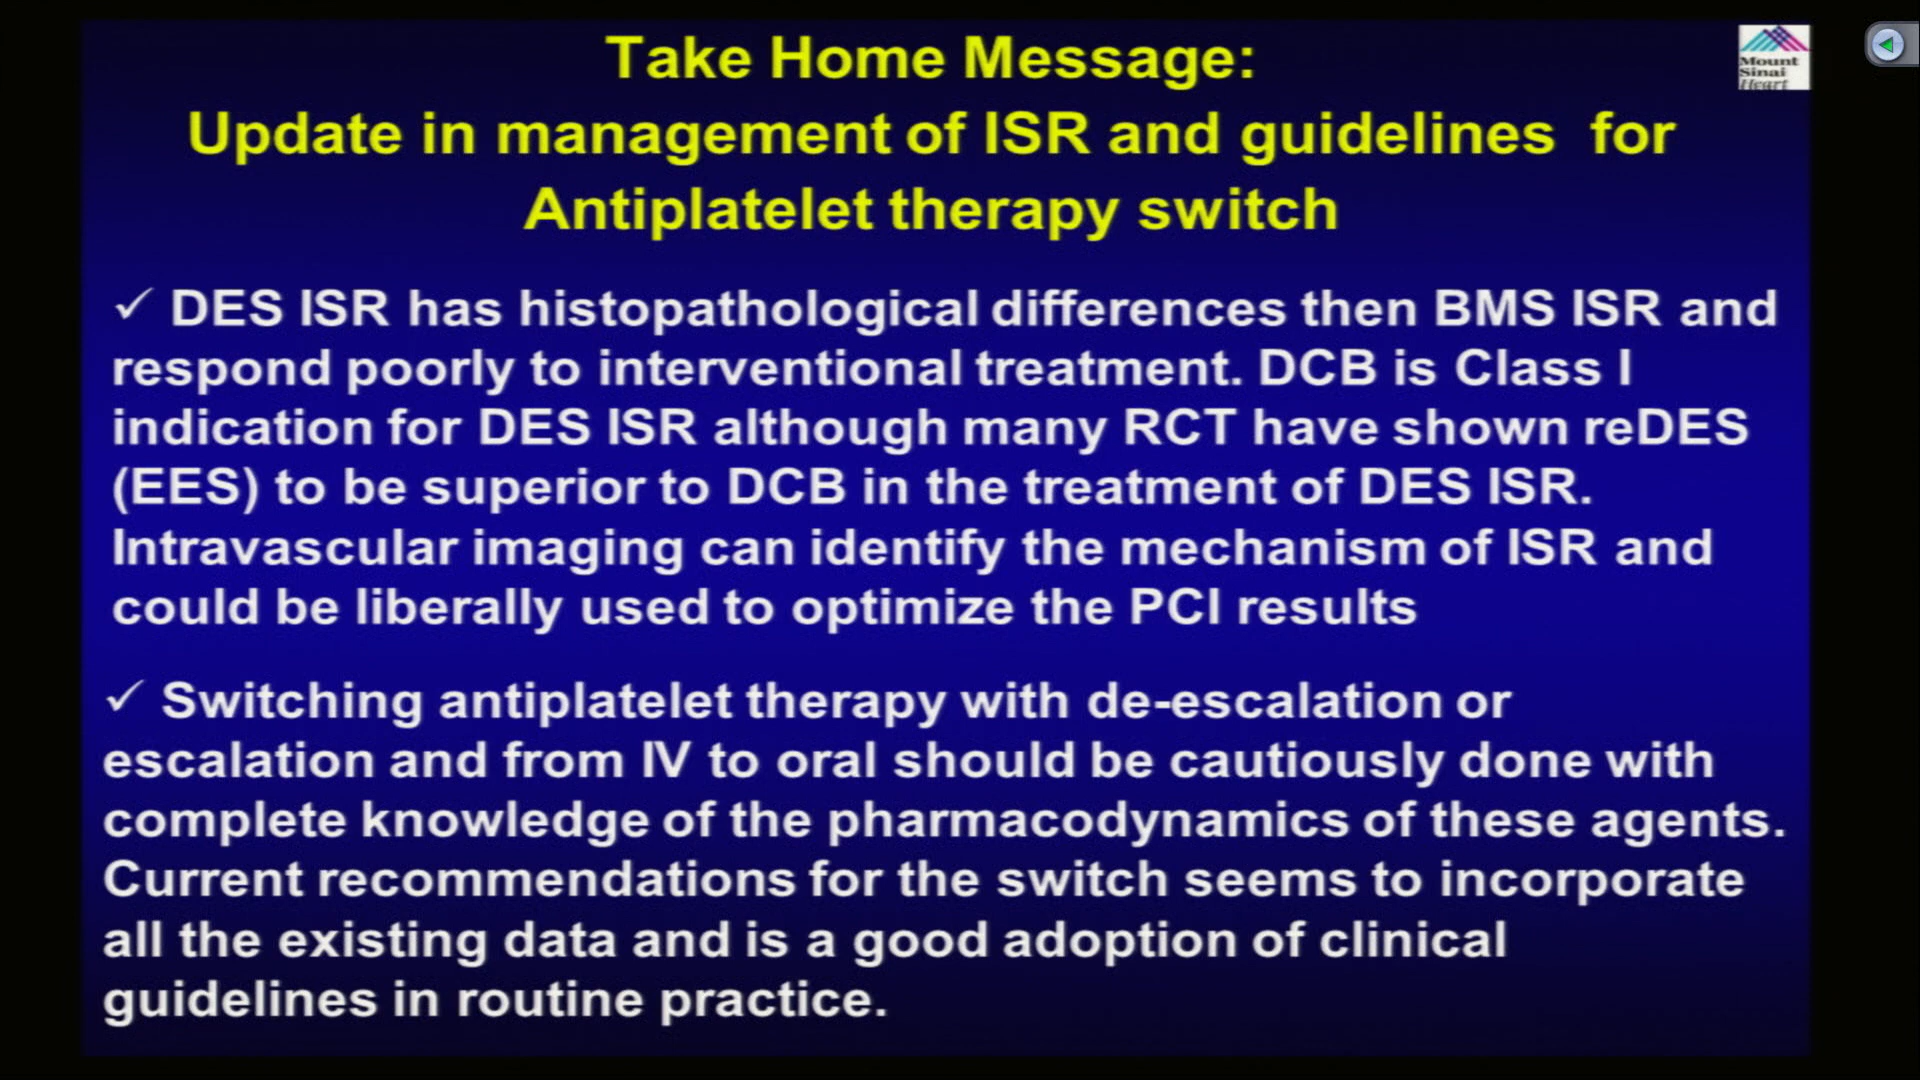 Take Home Message:
Update in management of ISR and guidelines for
Antiplatelet therapy switch
Mount
Sinai
Heart
✓ DES ISR has histopathological differences then BMS ISR and
respond poorly to interventional treatment. DCB is Class I
indication for DES ISR although many RCT have shown reDES
(EES) to be superior to DCB in the treatment of DES ISR.
Intravascular imaging can identify the mechanism of ISR and
could be liberally used to optimize the PCI results
✓ Switching antiplatelet therapy with de-escalation or
escalation and from IV to oral should be cautiously done with
complete knowledge of the pharmacodynamics of these agents.
Current recommendations for the switch seems to incorporate
all the existing data and is a good adoption of clinical
guidelines in routine practice.